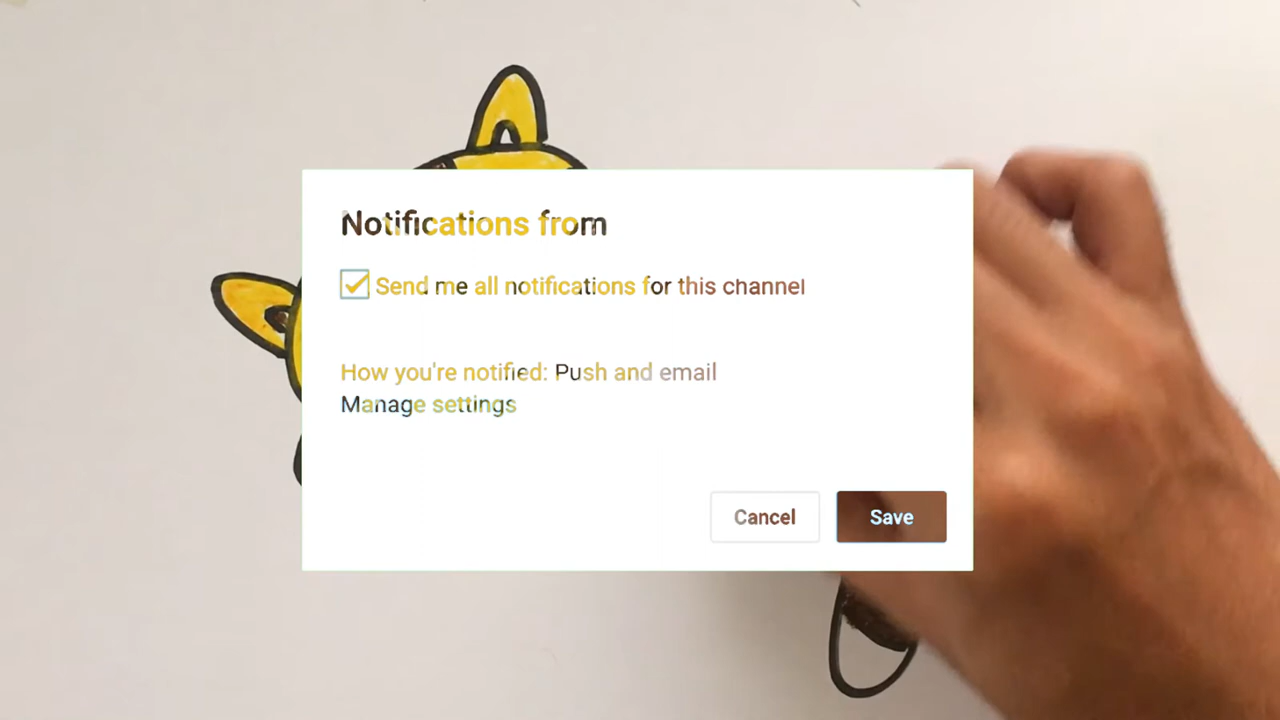 Notifications from
Send me all notifications for this channel
How you're notified: Push and email
Manage settings
Cancel
Save